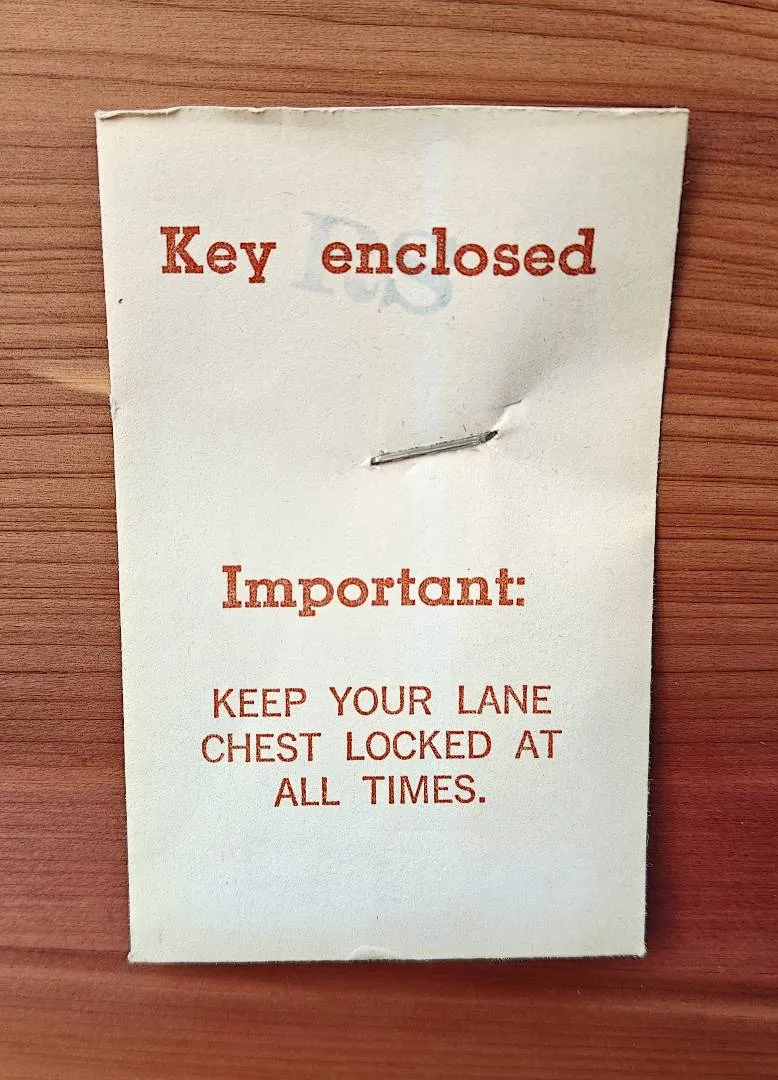 Key enclosed
Important:
KEEP YOUR LANE
CHEST LOCKED AT
ALL TIMES.